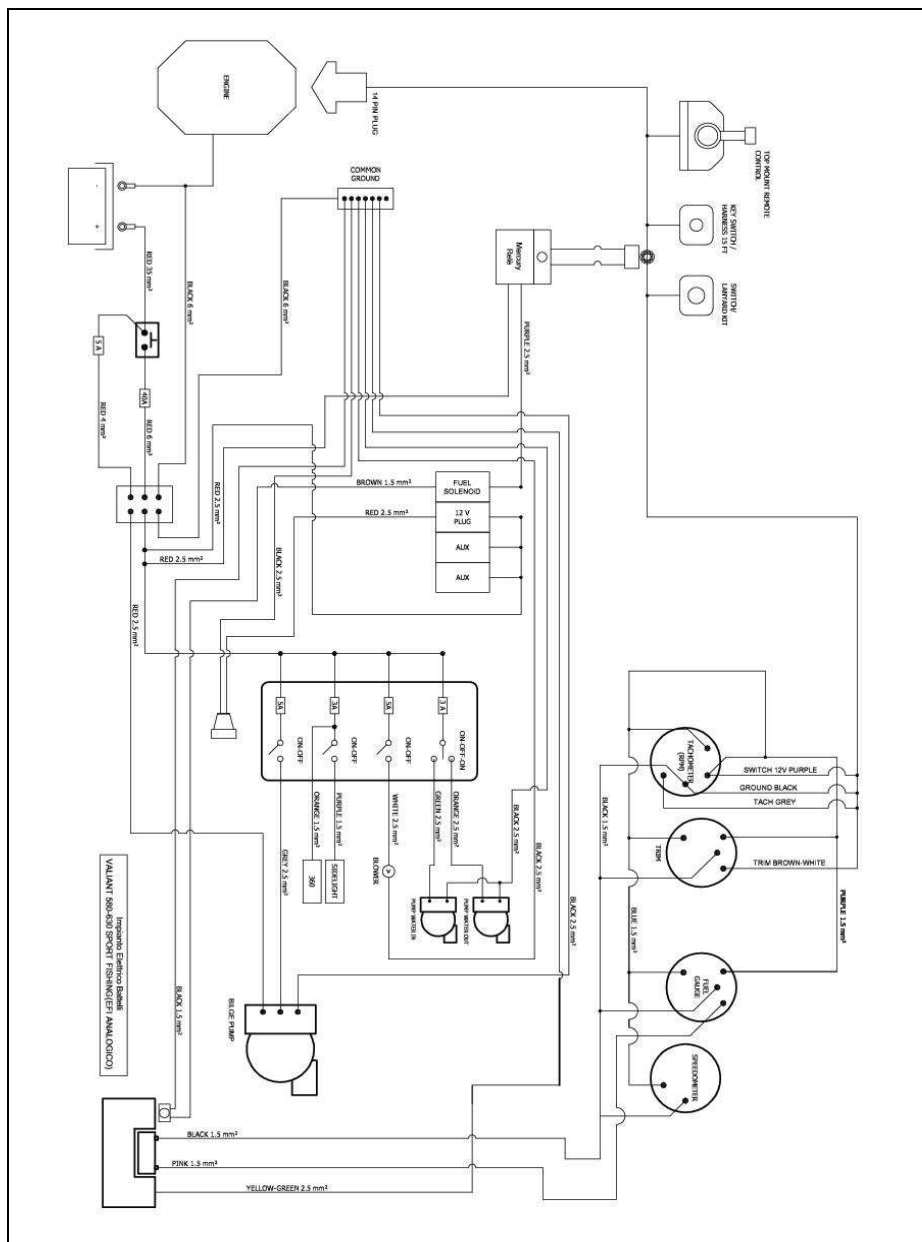 ENGINE
14 PIN PLUG
TOP MOUNT REMOTE
CONTROL
KEY SWITCH /
HARNESS 15 FT
SWITCH/
LANYARD KIT
COMMON
GROUND
-
+
Mercury
Relè
RED 35 mm²
BLACK 6 mm²
BLACK 6 mm²
PURPLE 2.5 mm²
5 A
40A
RED 4 mm²
RED 6 mm²
RED 2.5 mm²
BLACK 2.5 mm²
RED 2.5 mm²
RED 2.5 mm²
BROWN 1.5 mm²
RED 2.5 mm²
FUEL
SOLENOID
12 V
PLUG
AUX
AUX
5A
3A
5A
3 A
ON-OFF
ON-OFF
ON-OFF
ON-OFF-ON
GREY 2.5 mm²
ORANGE 1.5 mm²
PURPLE 1.5 mm²
WHITE 2.5 mm²
GREEN 2.5 mm²
ORANGE 2.5 mm²
BLACK 2.5 mm²
BLACK 2.5 mm²
BLACK 2.5 mm²
360
SIDELIGHT
BLOWER
PUMP WATER IN
PUMP WATER OUT
BILGE PUMP
TACHOMETER
(RPM)
SWITCH 12V PURPLE
GROUND BLACK
TACH GREY
BLACK 1.5 mm²
TRIM
TRIM BROWN-WHITE
BLUE 1.5 mm²
PURPLE 1.5 mm²
FUEL
GAUGE
SPEEDOMETER
Impianto Elettrico Battelli
VALIANT 580-630 SPORT FISHING(EFI ANALOGICO)
BLACK 1.5 mm²
BLACK 1.5 mm²
PINK 1.5 mm²
YELLOW-GREEN 2.5 mm²